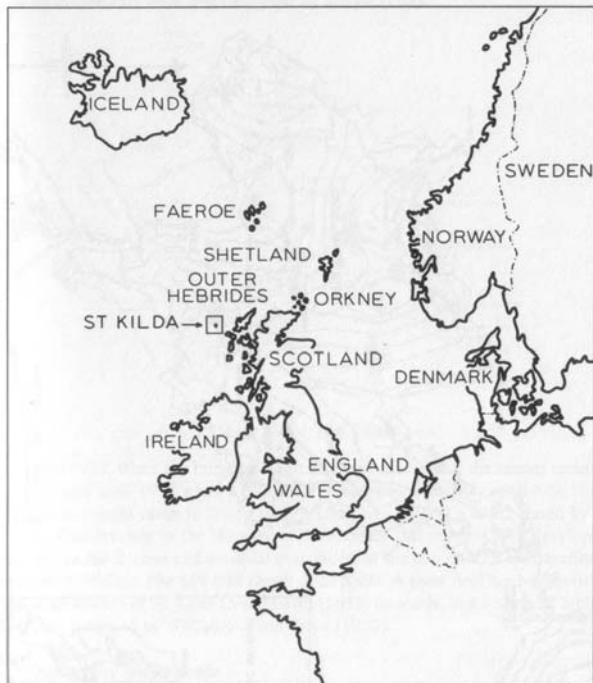 ICELAND
SWEDEN
FAEROE
NORWAY
SHETLAND
OUTER
HEBRIDES
ORKNEY
ST KILDA
SCOTLAND
DENMARK
IRELAND
ENGLAND
WALES